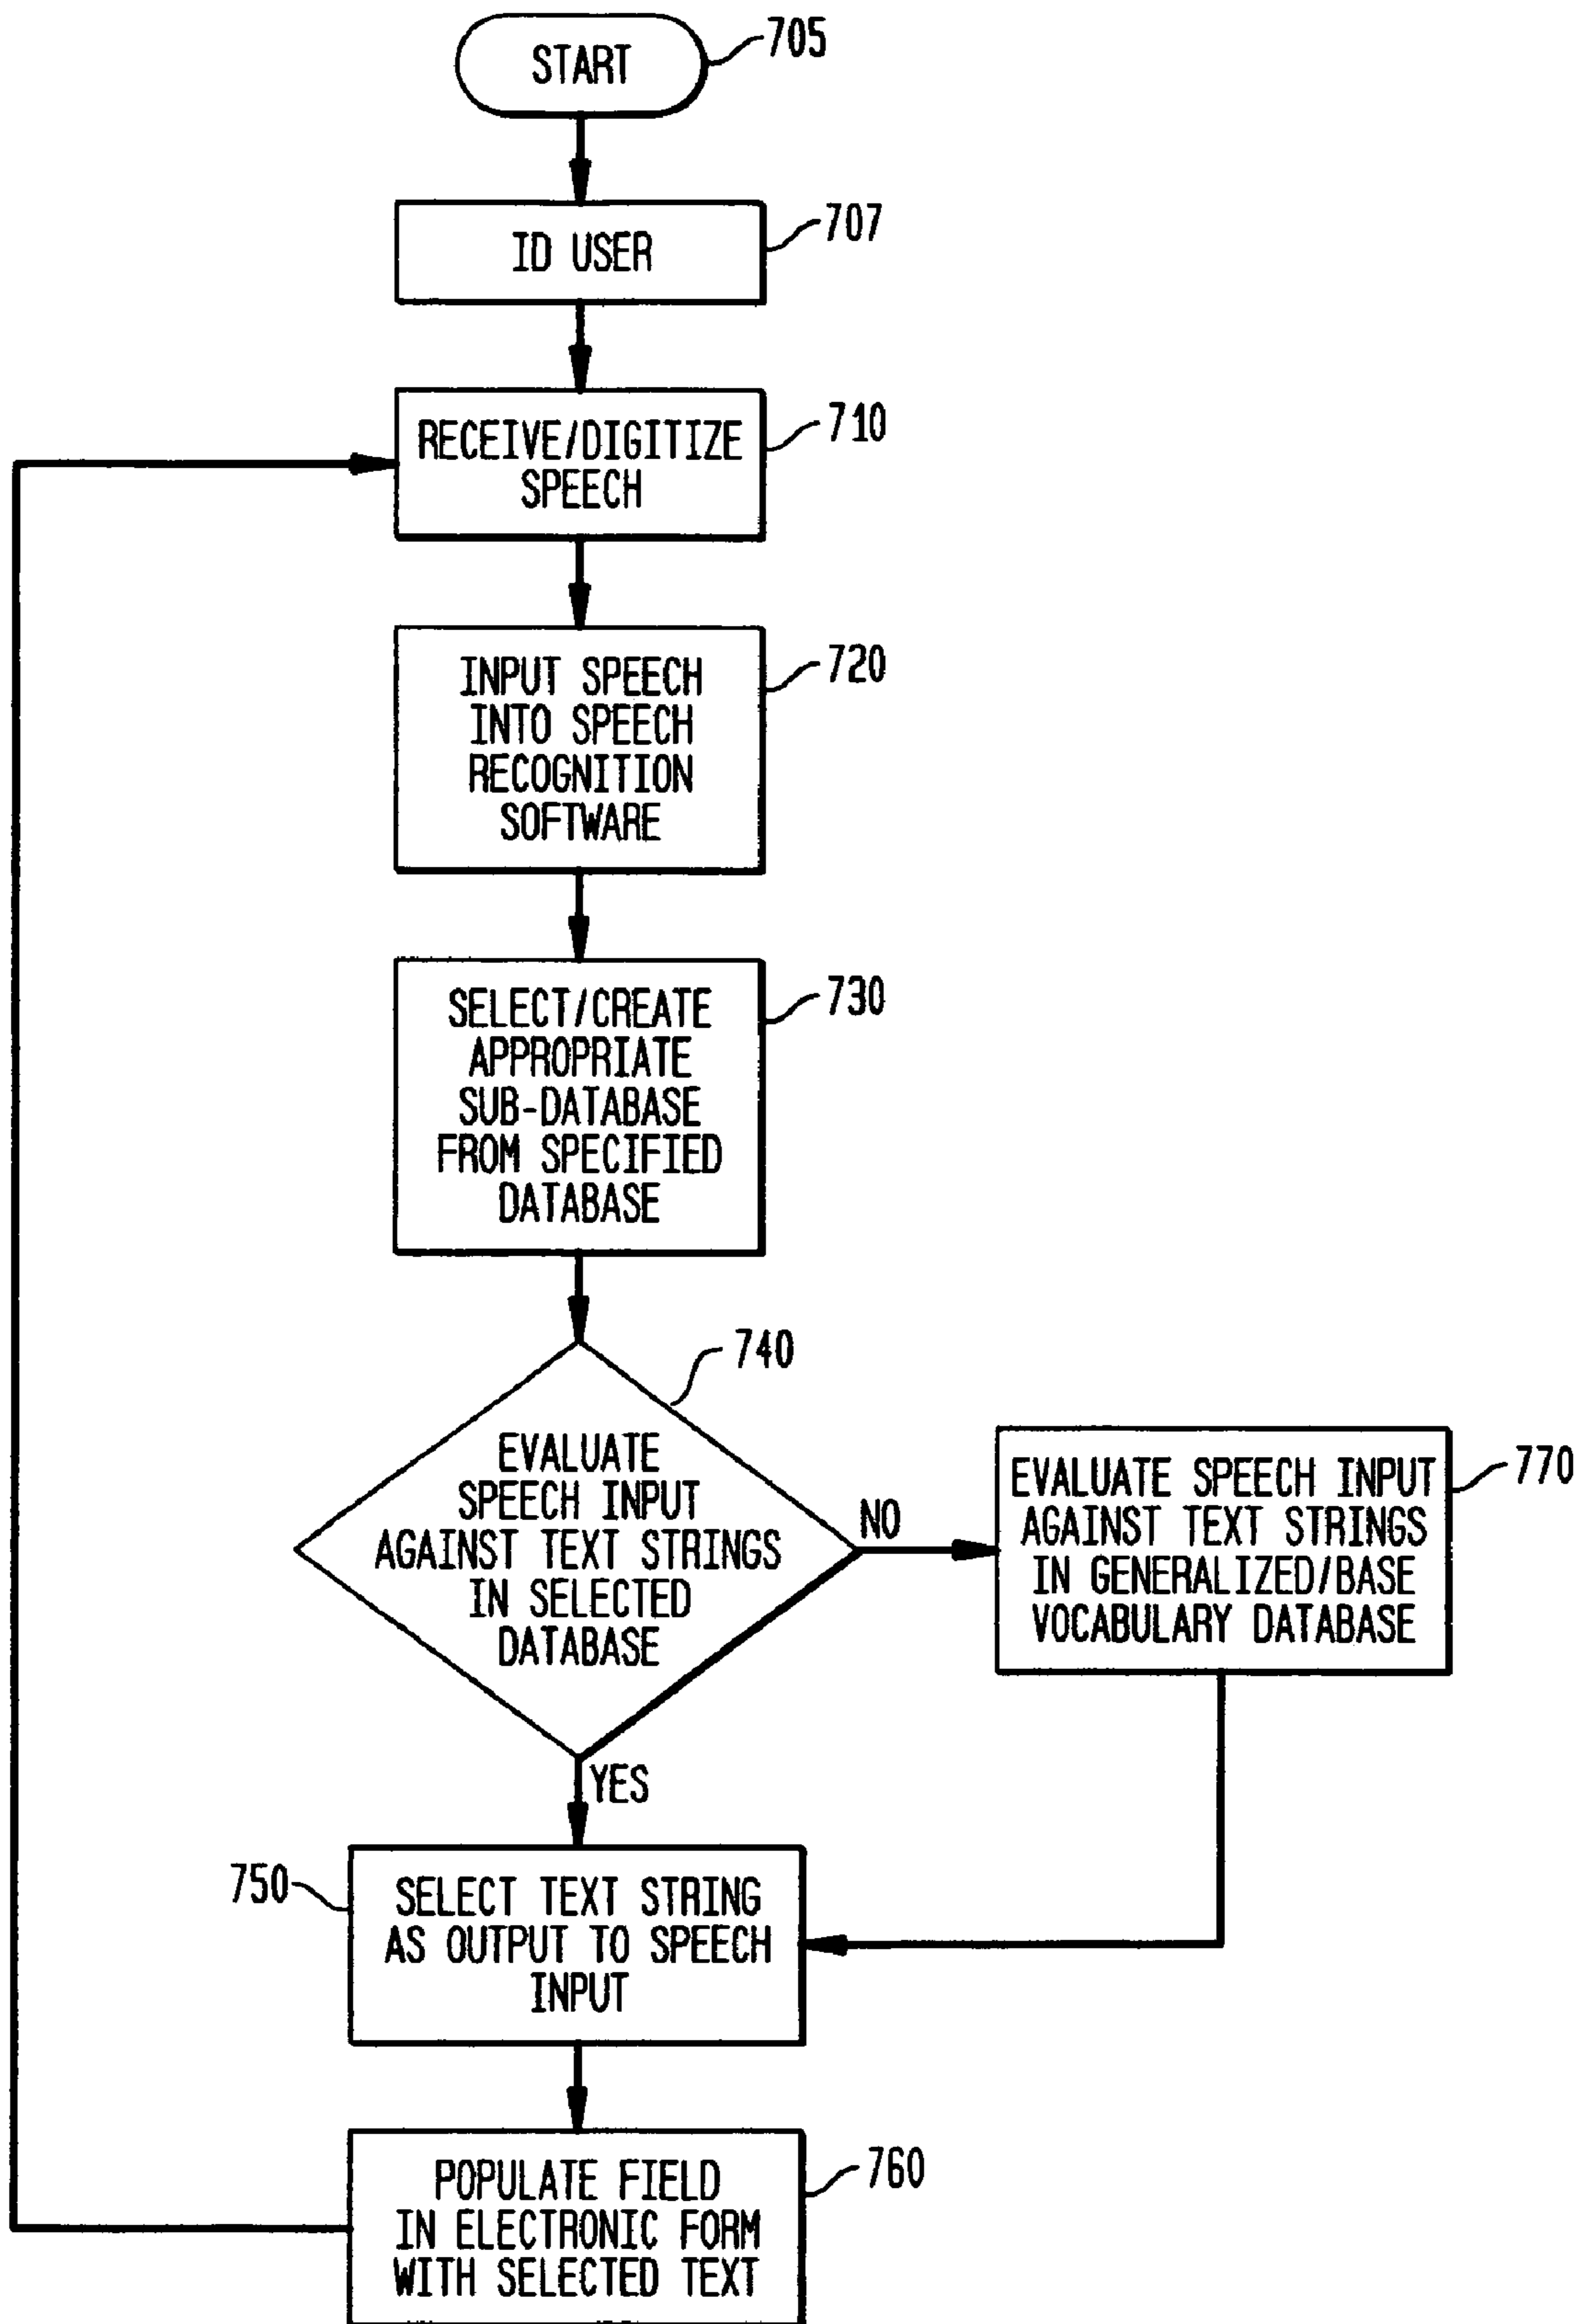 START
705
ID USER
707
RECEIVE/DIGITIZE
SPEECH
710
INPUT SPEECH
INTO SPEECH
RECOGNITION
SOFTWARE
720
SELECT/CREATE
APPROPRIATE
SUB-DATABASE
FROM SPECIFIED
DATABASE
730
740
EVALUATE
SPEECH INPUT
AGAINST TEXT STRINGS
IN SELECTED
DATABASE
NO
EVALUATE SPEECH INPUT
AGAINST TEXT STRINGS
IN GENERALIZED/BASE
VOCABULARY DATABASE
770
YES
750
SELECT TEXT STRING
AS OUTPUT TO SPEECH
INPUT
POPULATE FIELD
IN ELECTRONIC FORM
WITH SELECTED TEXT
760